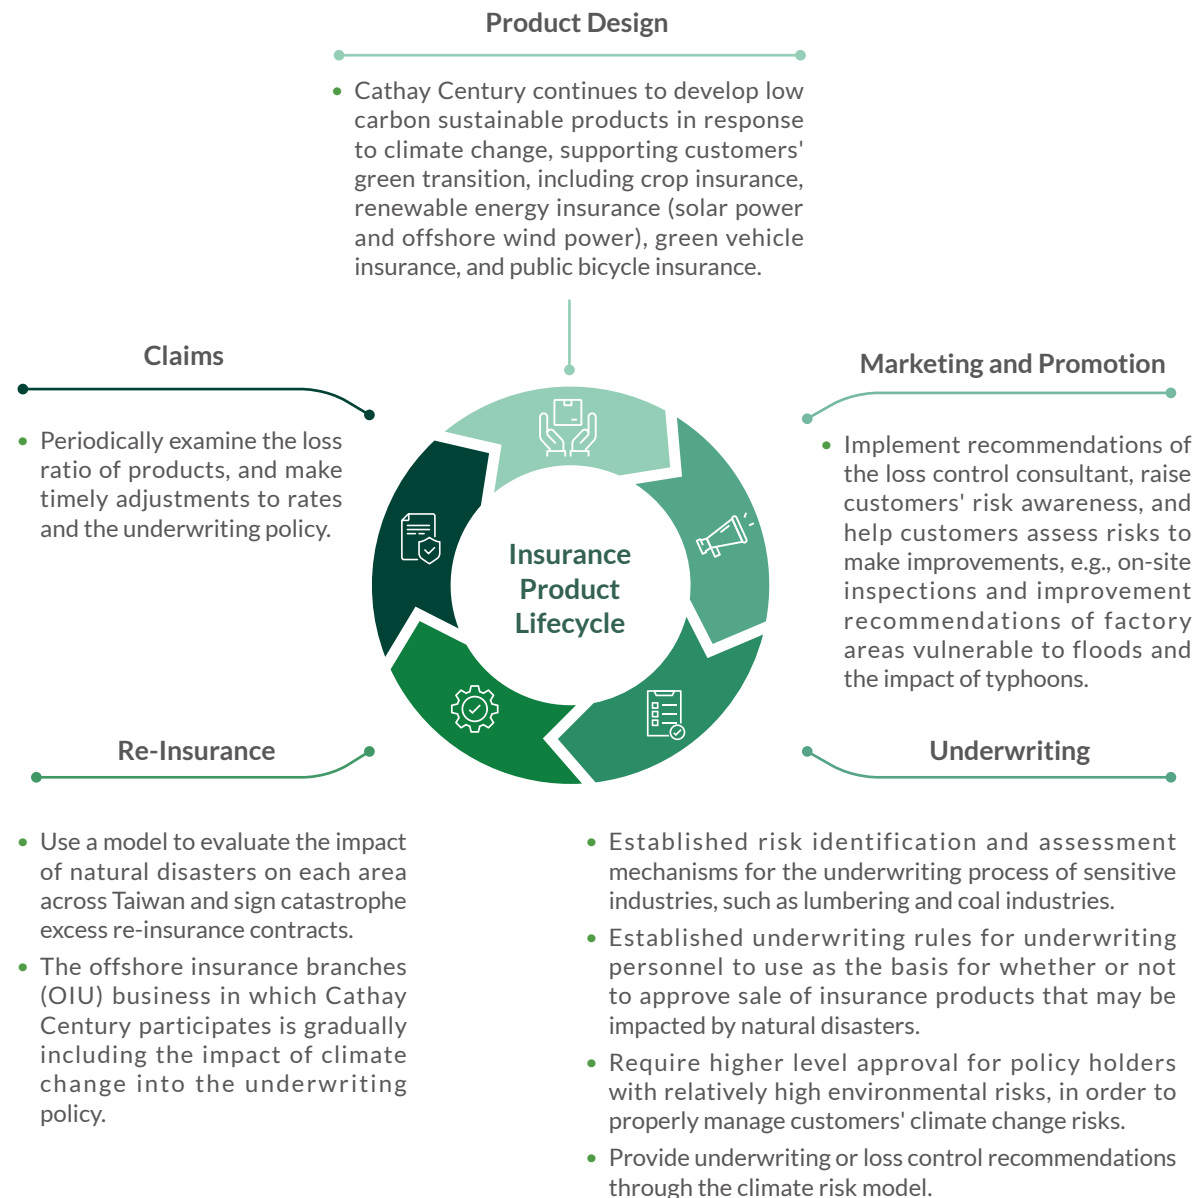 Product Design
• Cathay Century continues to develop low
carbon sustainable products in response
to climate change, supporting customers'
green transition, including crop insurance,
renewable energy insurance (solar power
and offshore wind power), green vehicle
insurance, and public bicycle insurance.
Claims
• Periodically examine the loss
ratio of products, and make
timely adjustments to rates
and the underwriting policy.
Marketing and Promotion
• Implement recommendations of
the loss control consultant, raise
customers' risk awareness, and
help customers assess risks to
make improvements, e.g., on-site
inspections and improvement
recommendations of factory
areas vulnerable to floods and
the impact of typhoons.
Insurance
Product
Lifecycle
Re-Insurance
• Use a model to evaluate the impact
of natural disasters on each area
across Taiwan and sign catastrophe
excess re-insurance contracts.
• The offshore insurance branches
(OIU) business in which Cathay
Century participates is gradually
including the impact of climate
change into the underwriting
policy.
Underwriting
• Established risk identification and assessment
mechanisms for the underwriting process of sensitive
industries, such as lumbering and coal industries.
• Established underwriting rules for underwriting
personnel to use as the basis for whether or not
to approve sale of insurance products that may be
impacted by natural disasters.
• Require higher level approval for policy holders
with relatively high environmental risks, in order to
properly manage customers' climate change risks.
• Provide underwriting or loss control recommendations
through the climate risk model.